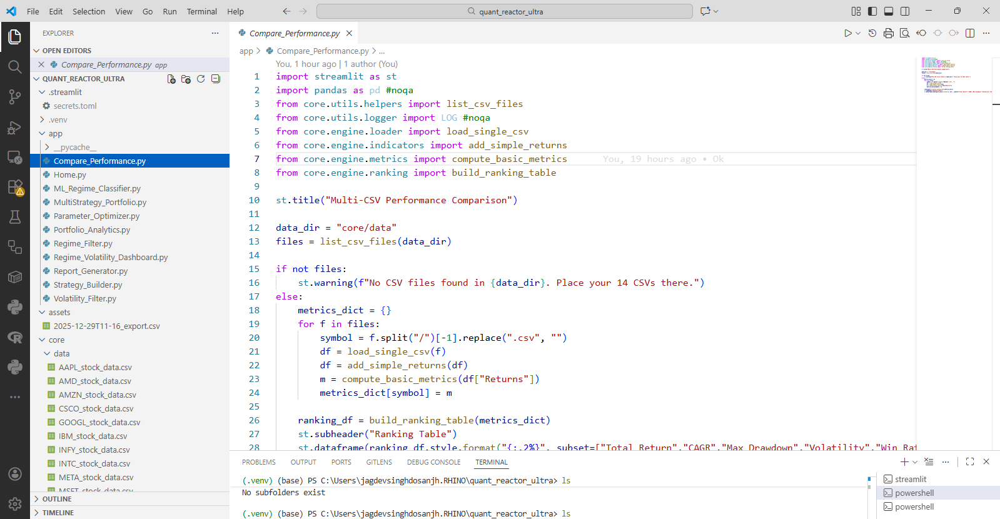 File Edit Selection View Go Run Terminal Help
quant_reactor_ultra
EXPLORER
OPEN EDITORS
Compare_Performance.py app
QUANT_REACTOR_ULTRA
.streamlit
secrets.toml
.venv
app
__pycache__
Compare_Performance.py
Home.py
ML_Regime_Classifier.py
MultiStrategy_Portfolio.py
Parameter_Optimizer.py
Portfolio_Analytics.py
Regime_Filter.py
Regime_Volatility_Dashboard.py
Report_Generator.py
Strategy_Builder.py
Volatility_Filter.py
assets
2025-12-29T11-16_export.csv
core
data
AAPL_stock_data.csv
AMD_stock_data.csv
AMZN_stock_data.csv
CSCO_stock_data.csv
GOOGL_stock_data.csv
IBM_stock_data.csv
INFY_stock_data.csv
INTC_stock_data.csv
META_stock_data.csv
MSFT_stock_data.csv
OUTLINE
TIMELINE
Compare_Performance.py
app > Compare_Performance.py > ...
You, 1 hour ago | 1 author (You)
1 import streamlit as st
2 import pandas as pd #noqa
3 from core.utils.helpers import list_csv_files
4 from core.utils.logger import LOG #noqa
5 from core.engine.loader import load_single_csv
6 from core.engine.indicators import add_simple_returns
7 from core.engine.metrics import compute_basic_metrics You, 19 hours ago • Ok
8 from core.engine.ranking import build_ranking_table
9
10 st.title("Multi-CSV Performance Comparison")
11
12 data_dir = "core/data"
13 files = list_csv_files(data_dir)
14
15 if not files:
16 st.warning(f"No CSV files found in {data_dir}. Place your 14 CSVs there.")
17 else:
18 metrics_dict = {}
19 for f in files:
20 symbol = f.split("/")[-1].replace(".csv", "")
21 df = load_single_csv(f)
22 df = add_simple_returns(df)
23 m = compute_basic_metrics(df["Returns"])
24 metrics_dict[symbol] = m
25
26 ranking_df = build_ranking_table(metrics_dict)
27 st.subheader("Ranking Table")
28 st.dataframe(ranking_df.style.format("{:.2%}", subset=["Total Return","CAGR","Max Drawdown","Volatility","Win Rat
PROBLEMS OUTPUT PORTS GITLENS DEBUG CONSOLE TERMINAL
(.venv) (base) PS C:\Users\jagdevsinghdosanjh.RHINO\quant_reactor_ultra> ls
No subfolders exist
(.venv) (base) PS C:\Users\jagdevsinghdosanjh.RHINO\quant_reactor_ultra> ls
streamlit
powershell
powershell